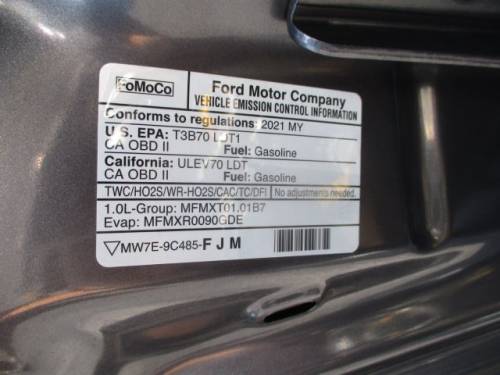 FoMoCo
Ford Motor Company
VEHICLE EMISSION CONTROL INFORMATION
Conforms to regulations: 2021 MY
U.S. EPA: T3B70 LDT1
CA OBD II Fuel: Gasoline
California: ULEV70 LDT
CA OBD II Fuel: Gasoline
TWC/HO2S/WR-HO2S/CAC/TC/DFI No adjustments needed.
1.0L-Group: MFMXT01.01B7
Evap: MFMXR0090GDE
MW7E-9C485-F J M